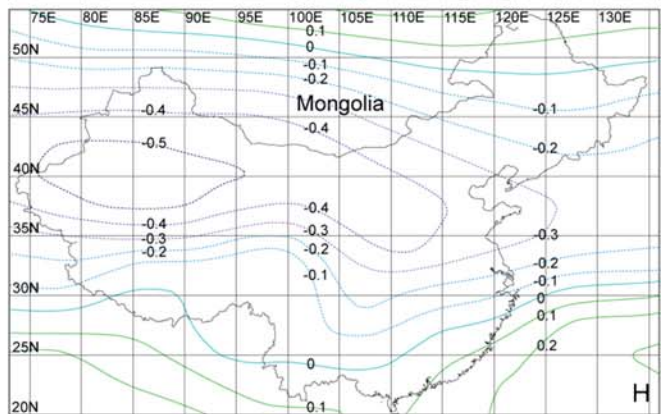 75E 80E 85E 90E 95E 100E 105E 110E 115E 120E 125E 130E
0.1
50N 0
-0.1
-0.2
Mongolia
45N -0.4 -0.4 -0.1
-0.5 -0.2
40N
-0.4
35N -0.4 -0.3 -0.3
-0.3 -0.2
-0.2 -0.1 -0.2
30N -0.1
0
0.1
25N 0 0.2
20N 0.1 H